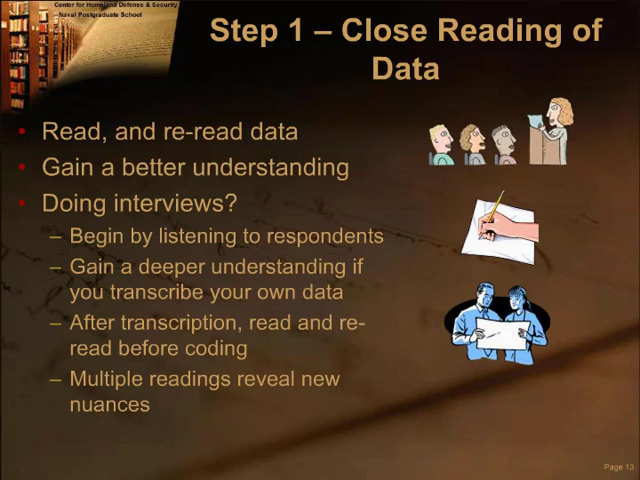 Center for Homeland Defense & Security
Naval Postgraduate School
Step 1 – Close Reading of
Data
• Read, and re-read data
• Gain a better understanding
• Doing interviews?
– Begin by listening to respondents
– Gain a deeper understanding if
you transcribe your own data
– After transcription, read and re-
read before coding
– Multiple readings reveal new
nuances
Page 13